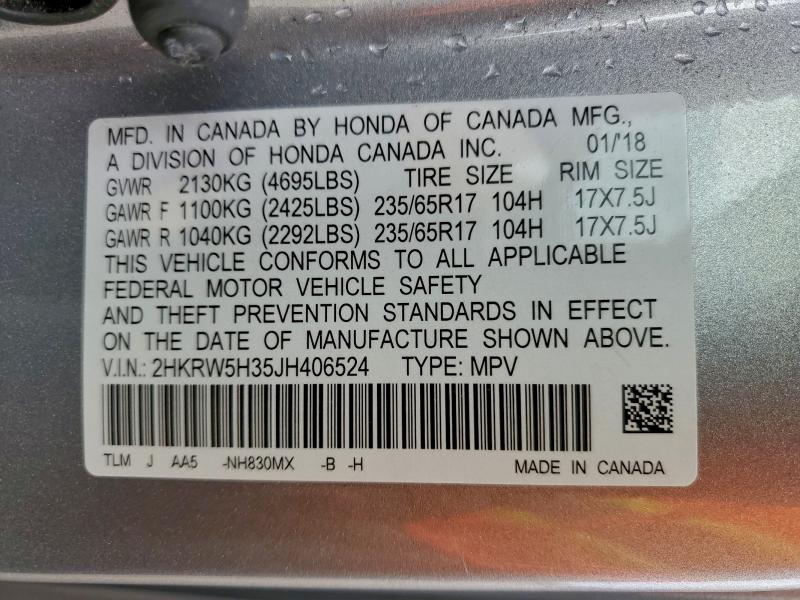 MFD. IN CANADA BY HONDA OF CANADA MFG.,
A DIVISION OF HONDA CANADA INC. 01/'18
GVWR 2130KG (4695LBS) TIRE SIZE RIM SIZE
GAWR F 1100KG (2425LBS) 235/65R17 104H 17X7.5J
GAWR R 1040KG (2292LBS) 235/65R17 104H 17X7.5J
THIS VEHICLE CONFORMS TO ALL APPLICABLE
FEDERAL MOTOR VEHICLE SAFETY
AND THEFT PREVENTION STANDARDS IN EFFECT
ON THE DATE OF MANUFACTURE SHOWN ABOVE.
V.I.N.: 2HKRW5H35JH406524 TYPE: MPV
TLM J AA5 -NH830MX -B -H MADE IN CANADA